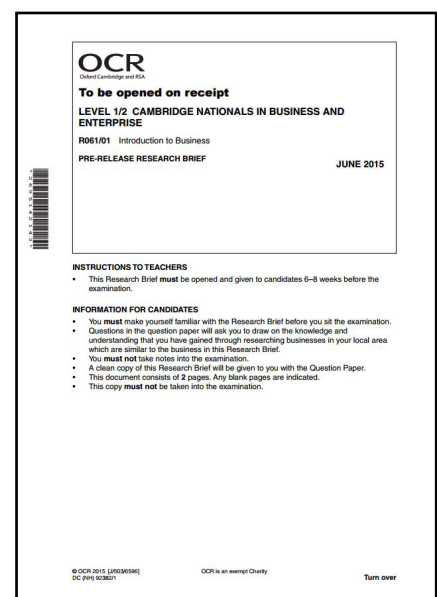 OCR
Oxford Cambridge and RSA
To be opened on receipt
LEVEL 1/2 CAMBRIDGE NATIONALS IN BUSINESS AND
ENTERPRISE
R061/01 Introduction to Business
PRE-RELEASE RESEARCH BRIEF
JUNE 2015
INSTRUCTIONS TO TEACHERS
• This Research Brief must be opened and given to candidates 6–8 weeks before the
examination.
INFORMATION FOR CANDIDATES
• You must make yourself familiar with the Research Brief before you sit the examination.
• Questions in the question paper will ask you to draw on the knowledge and
understanding that you have gained through researching businesses in your local area
which are similar to the business in this Research Brief.
• You must not take notes into the examination.
• A clean copy of this Research Brief will be given to you with the Question Paper.
• This document consists of 2 pages. Any blank pages are indicated.
• This copy must not be taken into the examination.
© OCR 2015 [J/503/6596]
DC (NH) 92382/1
OCR is an exempt Charity
Turn over